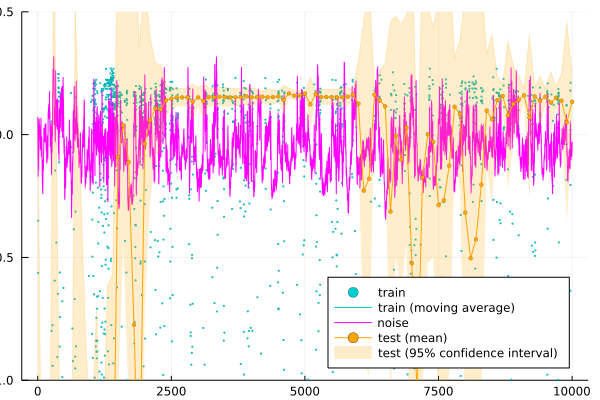 0.5
0.0
0.5
1.0
0
2500
5000
7500
10000
train
train (moving average)
noise
test (mean)
test (95% confidence interval)